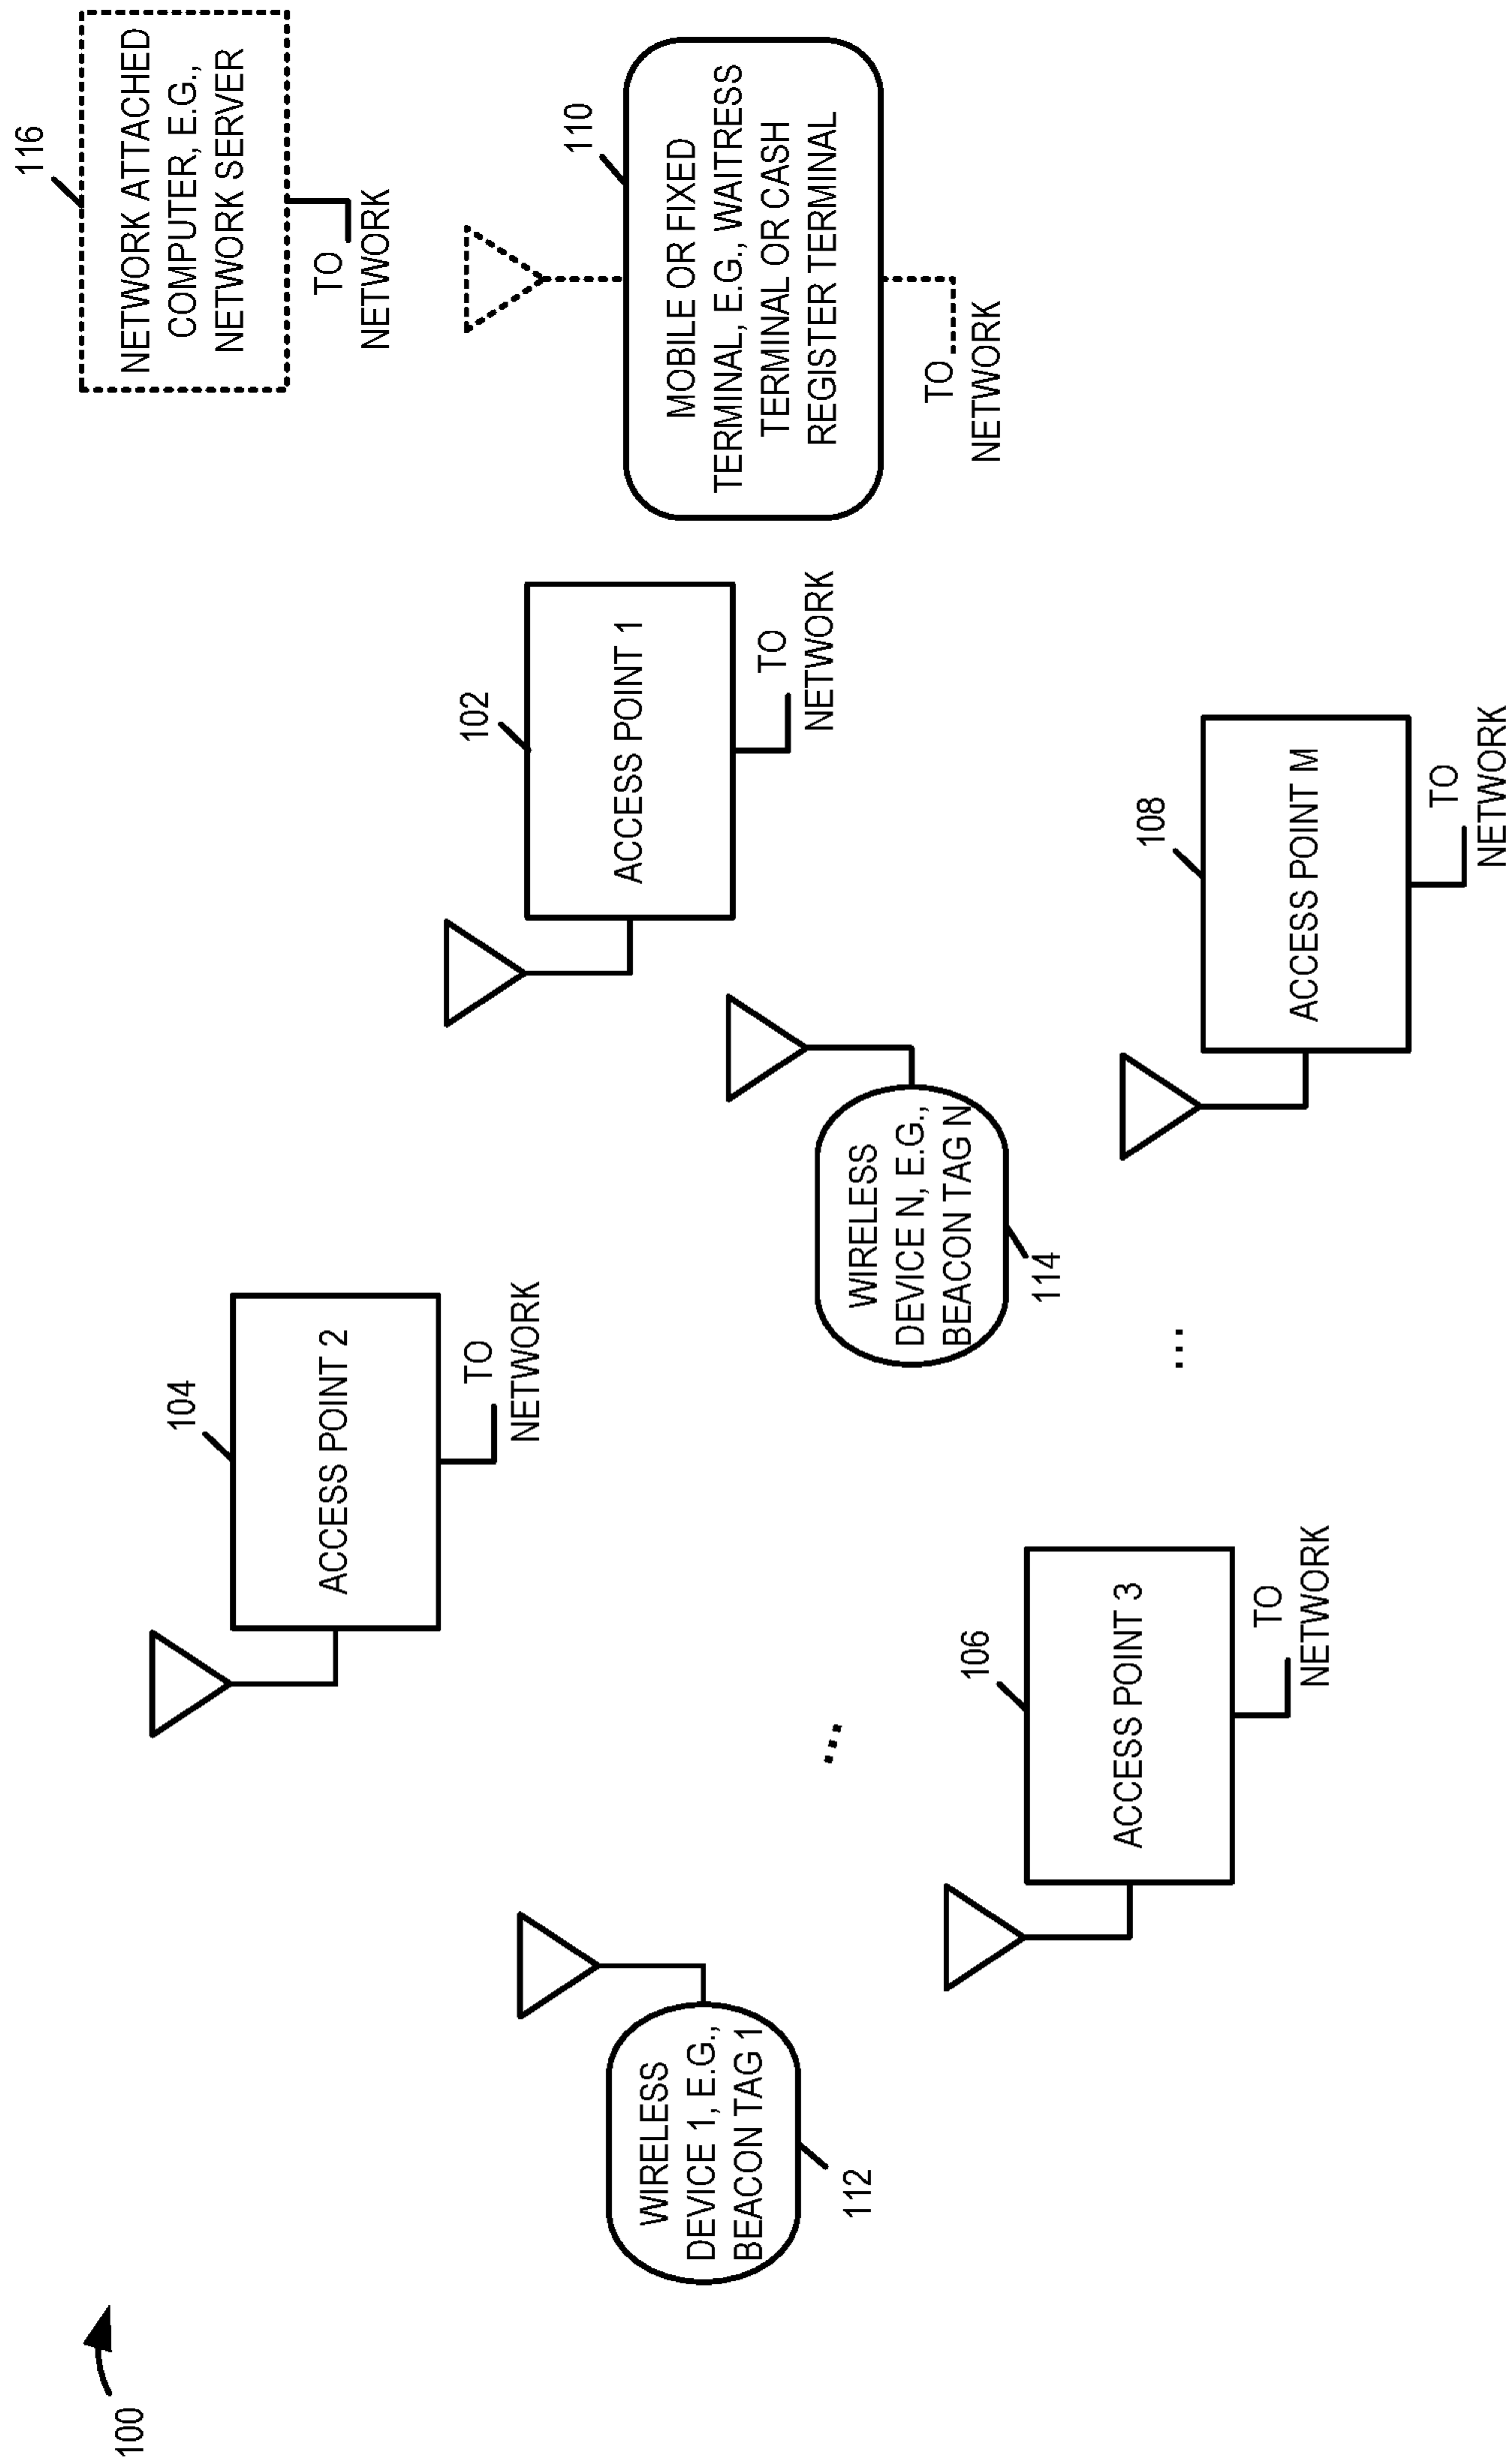 100
116
NETWORK ATTACHED
COMPUTER, E.G.,
NETWORK SERVER
TO
NETWORK
104
ACCESS POINT 2
TO
NETWORK
102
ACCESS POINT 1
TO
NETWORK
110
MOBILE OR FIXED
TERMINAL, E.G., WAITRESS
TERMINAL OR CASH
REGISTER TERMINAL
TO
NETWORK
WIRELESS
DEVICE 1, E.G.,
BEACON TAG 1
112
...
WIRELESS
DEVICE N, E.G.,
BEACON TAG N
114
...
106
ACCESS POINT 3
TO
NETWORK
108
ACCESS POINT M
TO
NETWORK